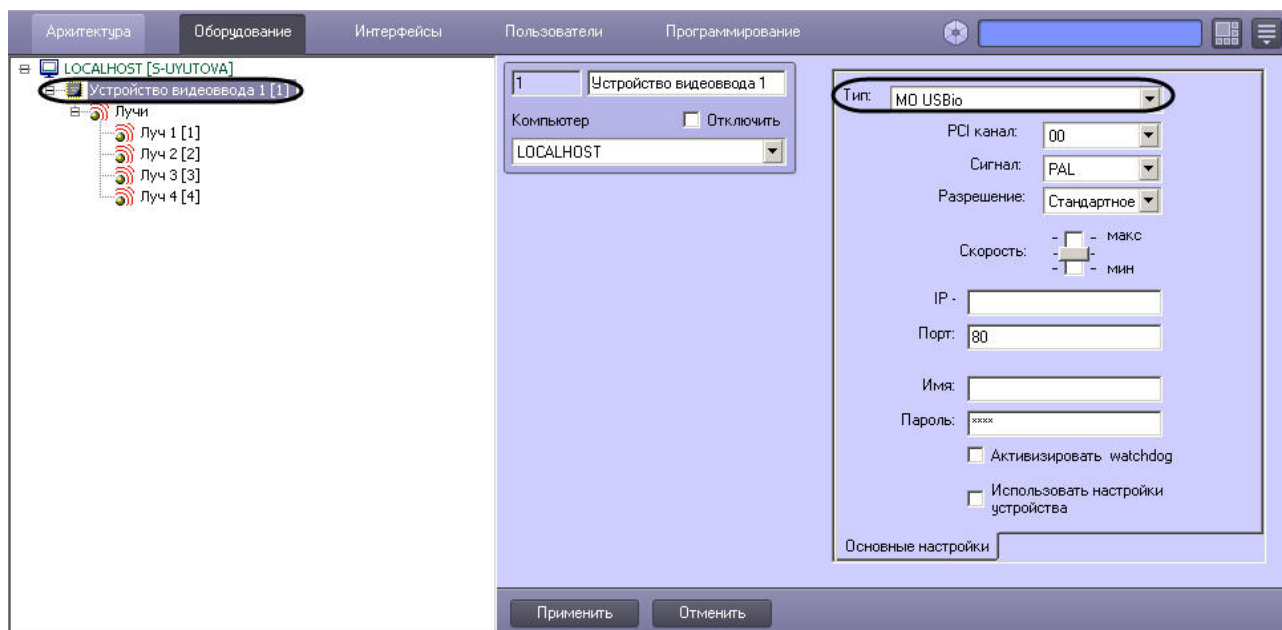 Архитектура Оборудование Интерфейсы Пользователи Программирование
LOCALHOST [S-UYUTOVA]
Устройство видеоввода 1 [1]
Лучи
Луч 1 [1]
Луч 2 [2]
Луч 3 [3]
Луч 4 [4]
1 Устройство видеоввода 1
Компьютер Отключить
LOCALHOST
Тип: МО USBio
PCI канал: 00
Сигнал: PAL
Разрешение: Стандартное
Скорость: макс
мин
IP -
Порт: 80
Имя:
Пароль: ××××
Активизировать watchdog
Использовать настройки
устройства
Основные настройки
Применить Отменить